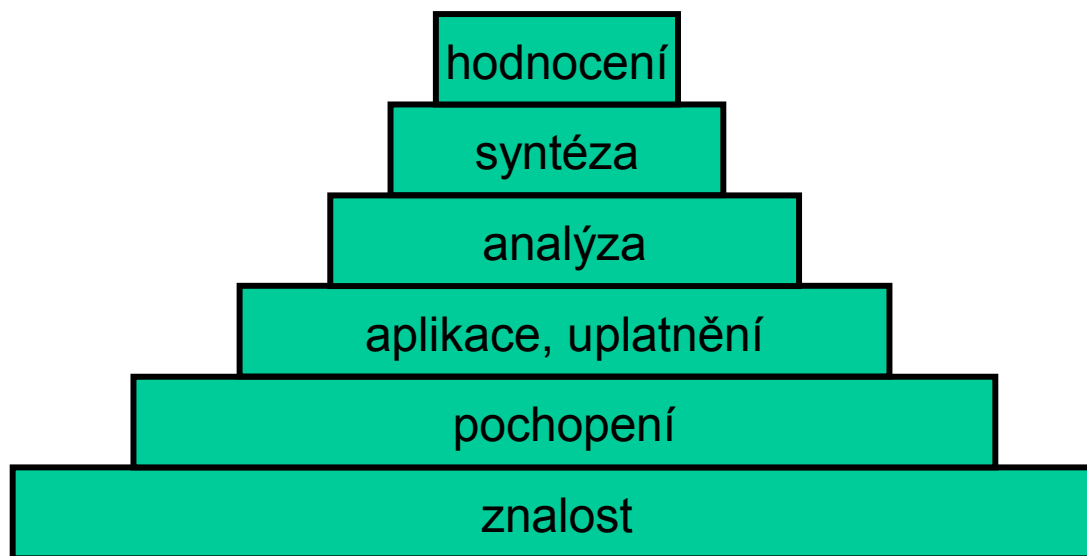 hodnocení
syntéza
analýza
aplikace, uplatnění
pochopení
znalost